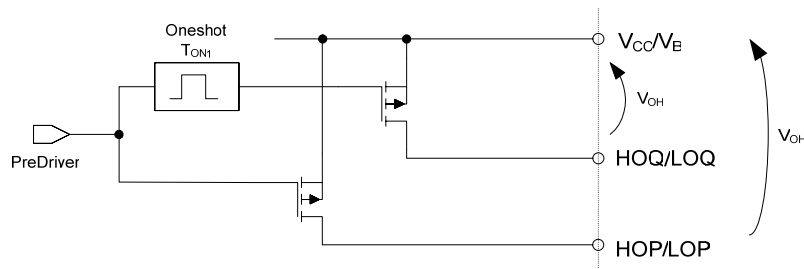 Oneshot
TON1
VCC/VB
VOH
VOH
PreDriver
HOQ/LOQ
HOP/LOP